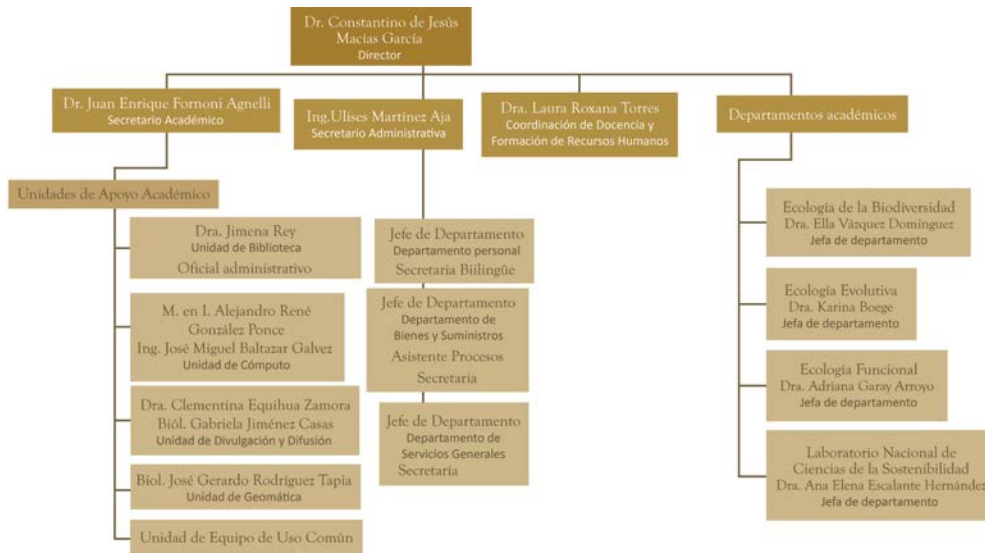 Dr. Constantino de Jesús
Macías García
Director
Dr. Juan Enrique Fornoni Agnelli
Secretario Académico
Ing.Ulises Martínez Aja
Secretario Administrativa
Dra. Laura Roxana Torres
Coordinación de Docencia y
Formación de Recursos Humanos
Departamentos académicos
Unidades de Apoyo Académico
Dra. Jimena Rey
Unidad de Biblioteca
Oficial administrativo
M. en I. Alejandro René
González Ponce
Ing. José Miguel Baltazar Galvez
Unidad de Cómputo
Dra. Clementina Equihua Zamora
Biól. Gabriela Jiménez Casas
Unidad de Divulgación y Difusión
Biol. José Gerardo Rodríguez Tapia
Unidad de Geomática
Unidad de Equipo de Uso Común
Jefe de Departamento
Departamento personal
Secretaria Biilingüe
Jefe de Departamento
Departamento de
Bienes y Suministros
Asistente Procesos
Secretaría
Jefe de Departamento
Departamento de
Servicios Generales
Secretaría
Ecología de la Biodiversidad
Dra. Ella Vázquez Domínguez
Jefa de departamento
Ecología Evolutiva
Dra. Karina Boege
Jefa de departamento
Ecología Funcional
Dra. Adriana Garay Arroyo
Jefa de departamento
Laboratorio Nacional de
Ciencias de la Sostenibilidad
Dra. Ana Elena Escalante Hernández
Jefa de departamento